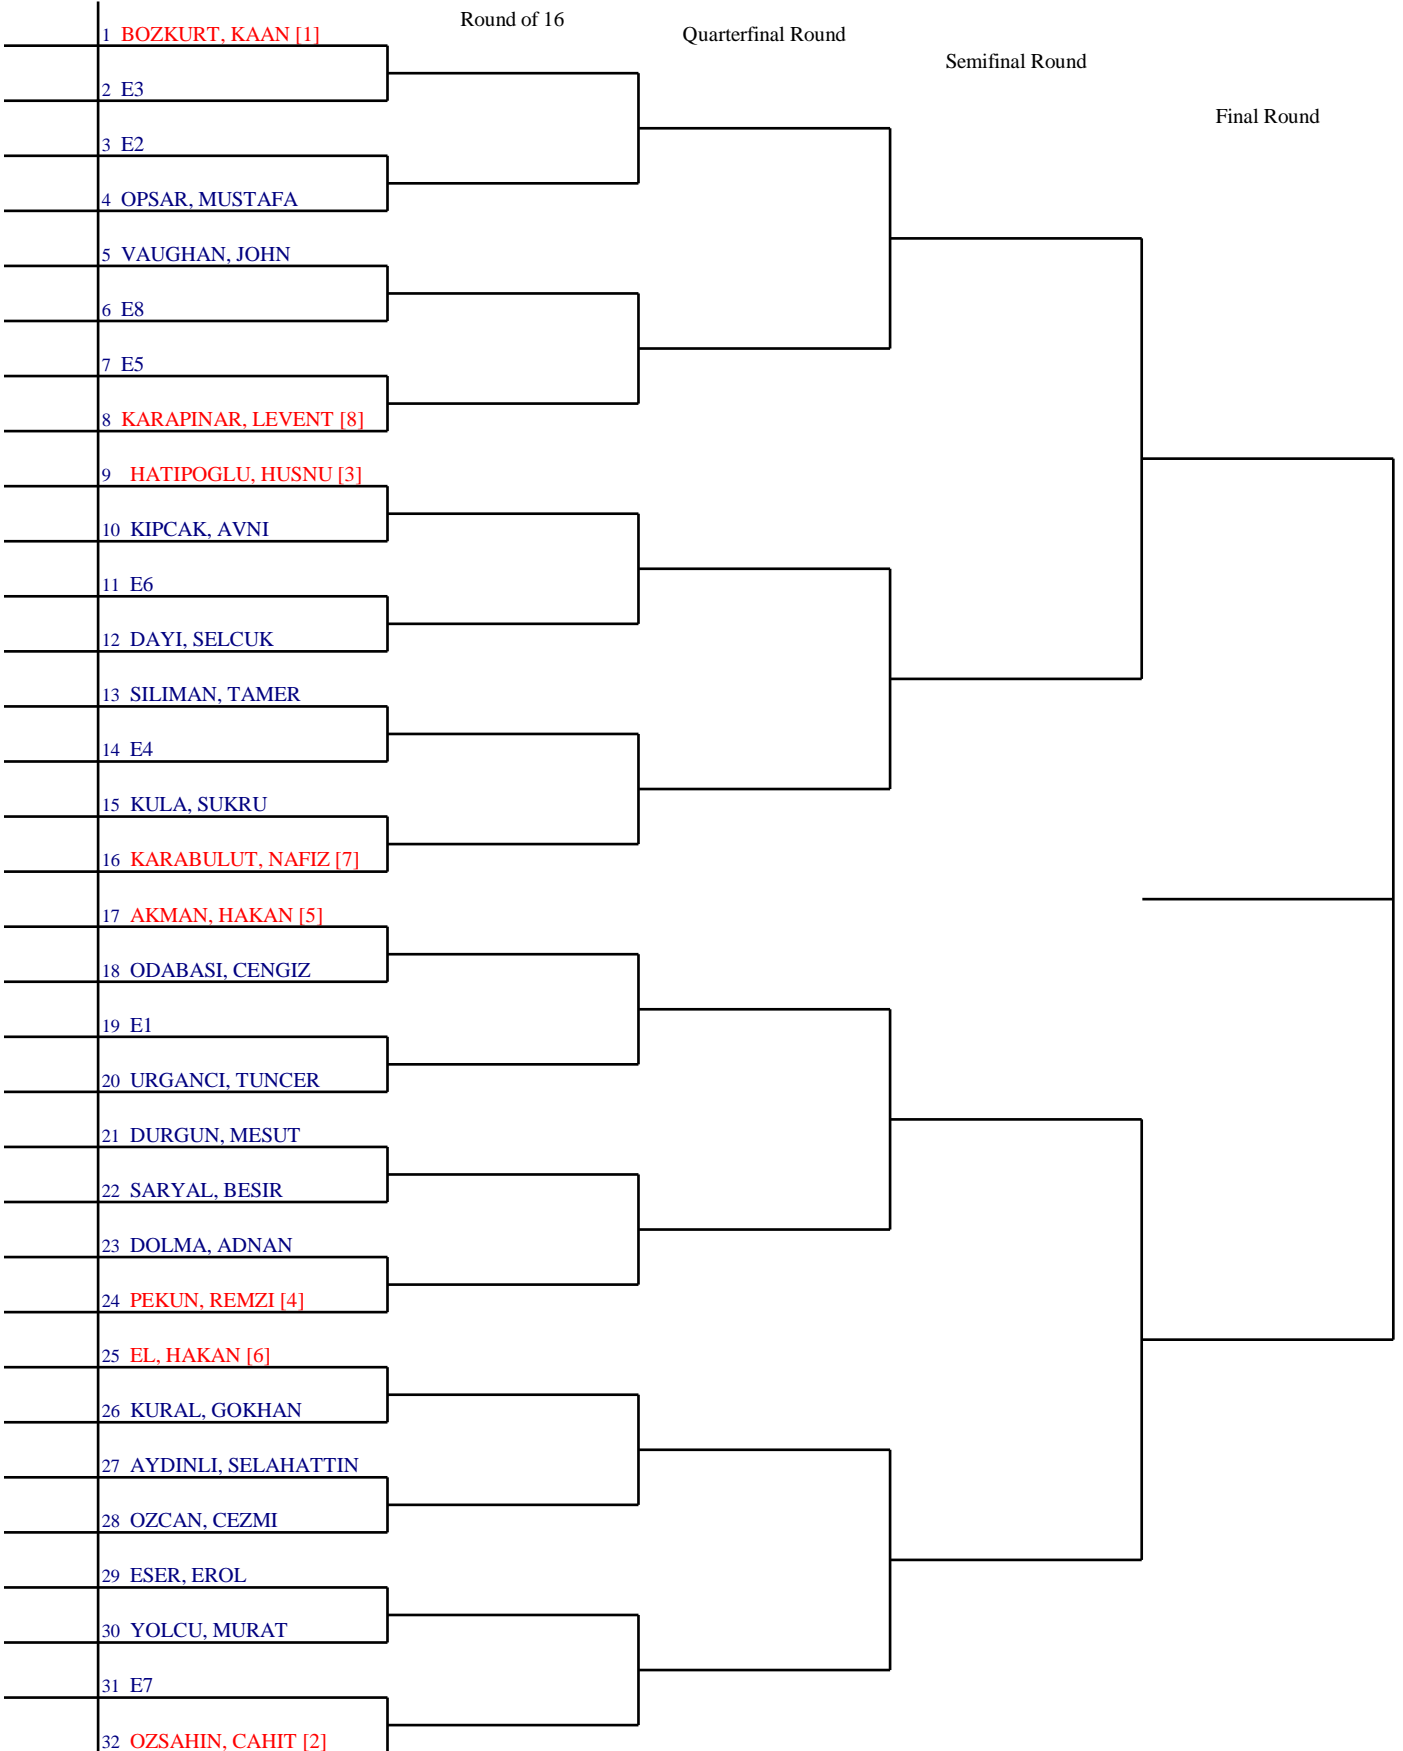 Round of 16
Quarterfinal Round
Semifinal Round
Final Round
1 BOZKURT, KAAN [1]
2 E3
3 E2
4 OPSAR, MUSTAFA
5 VAUGHAN, JOHN
6 E8
7 E5
8 KARAPINAR, LEVENT [8]
9 HATIPOGLU, HUSNU [3]
10 KIPCAK, AVNI
11 E6
12 DAYI, SELCUK
13 SILIMAN, TAMER
14 E4
15 KULA, SUKRU
16 KARABULUT, NAFIZ [7]
17 AKMAN, HAKAN [5]
18 ODABASI, CENGIZ
19 E1
20 URGANCI, TUNCER
21 DURGUN, MESUT
22 SARYAL, BESIR
23 DOLMA, ADNAN
24 PEKUN, REMZI [4]
25 EL, HAKAN [6]
26 KURAL, GOKHAN
27 AYDINLI, SELAHATTIN
28 OZCAN, CEZMI
29 ESER, EROL
30 YOLCU, MURAT
31 E7
32 OZSAHIN, CAHIT [2]